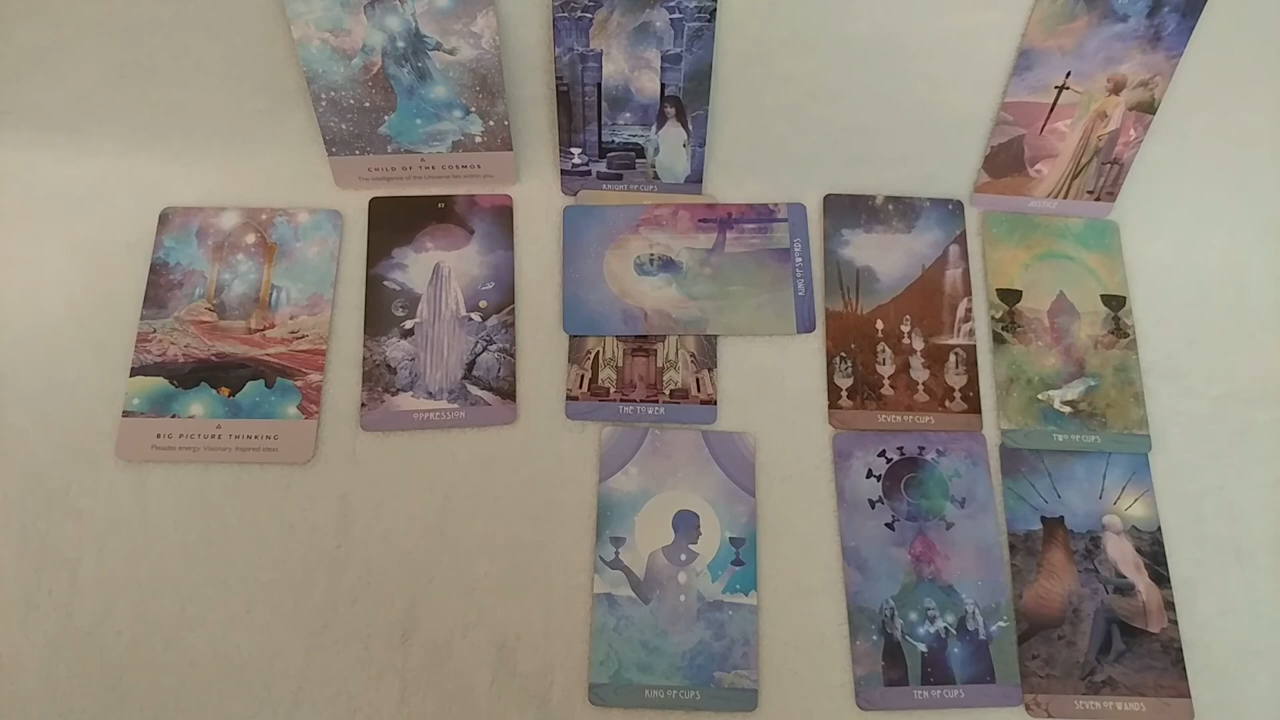 CHILD OF THE COSMOS
The intelligence of the Universe lies within you.
KNIGHT OF CUPS
JUSTICE
BIG PICTURE THINKING
Pleiades energy. Visionary. Inspired ideas.
XV
OPPRESSION
KING OF SWORDS
THE TOWER
SEVEN OF CUPS
TWO OF CUPS
KING OF CUPS
TEN OF CUPS
SEVEN OF WANDS